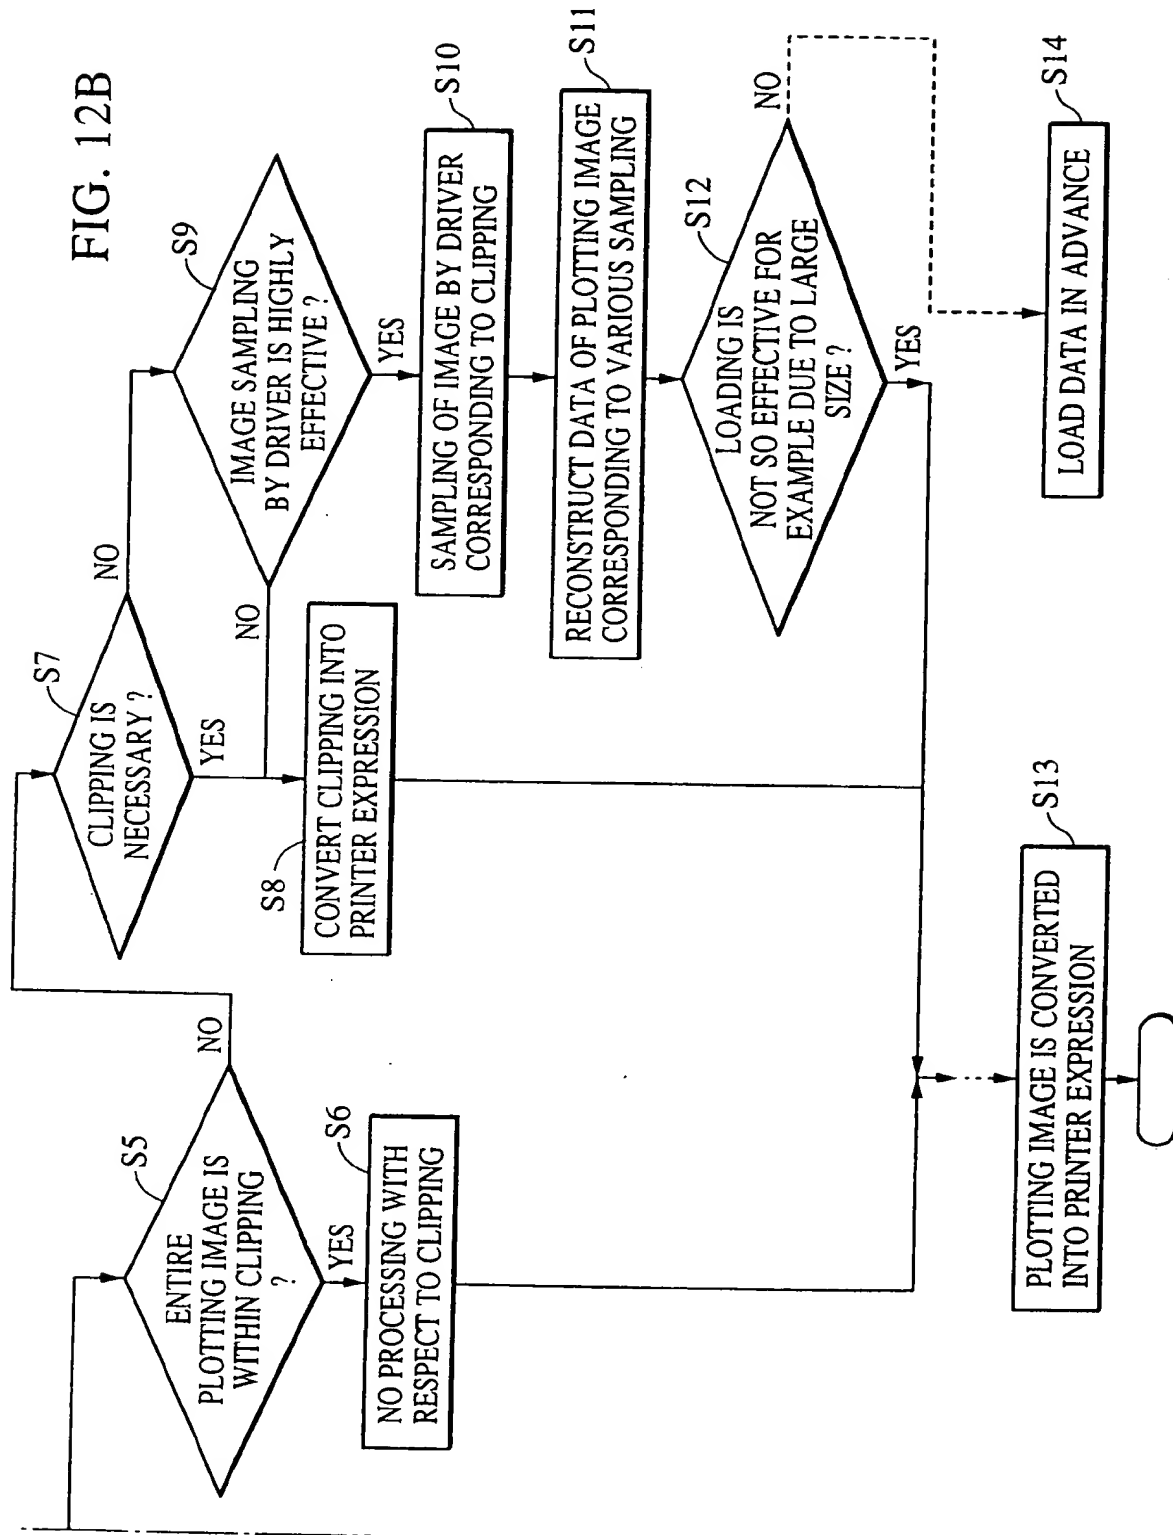 FIG. 12B
S5
ENTIRE
PLOTTING IMAGE IS
WITHIN CLIPPING
?
NO
YES
S6
NO PROCESSING WITH
RESPECT TO CLIPPING
S7
CLIPPING IS
NECESSARY ?
NO
YES
S8
CONVERT CLIPPING INTO
PRINTER EXPRESSION
S9
IMAGE SAMPLING
BY DRIVER IS HIGHLY
EFFECTIVE ?
NO
YES
S10
SAMPLING OF IMAGE BY DRIVER
CORRESPONDING TO CLIPPING
S11
RECONSTRUCT DATA OF PLOTTING IMAGE
CORRESPONDING TO VARIOUS SAMPLING
S12
LOADING IS
NOT SO EFFECTIVE FOR
EXAMPLE DUE TO LARGE
SIZE ?
NO
YES
S13
PLOTTING IMAGE IS CONVERTED
INTO PRINTER EXPRESSION
S14
LOAD DATA IN ADVANCE